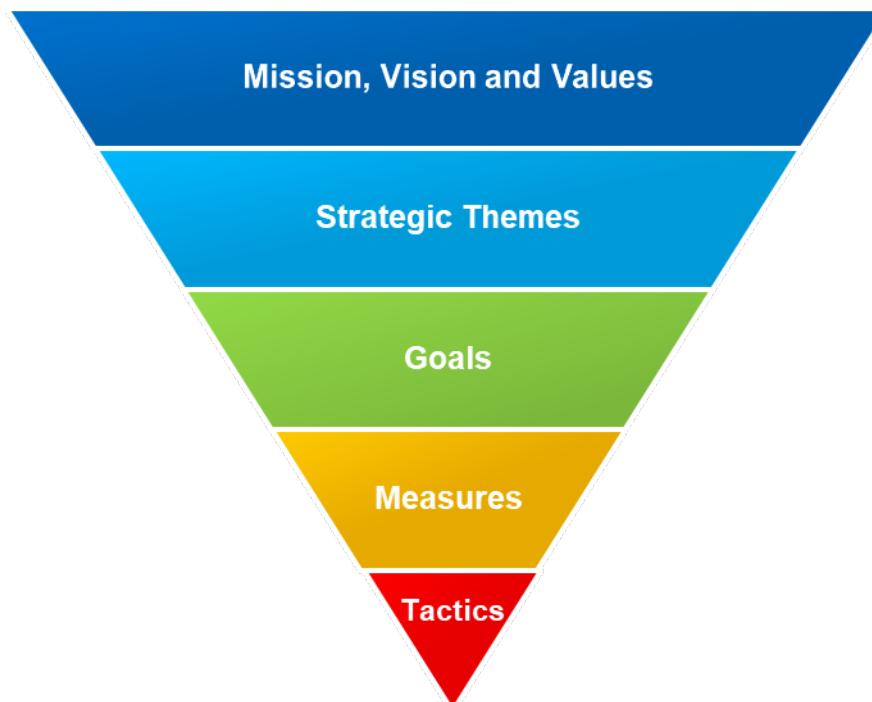 Mission, Vision and Values
Strategic Themes
Goals
Measures
Tactics